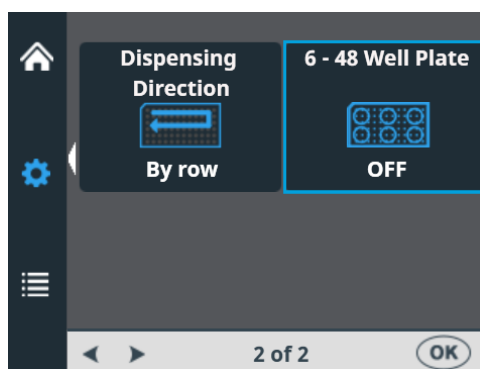 Dispensing
Direction
By row
6 - 48 Well Plate
OFF
2 of 2
OK